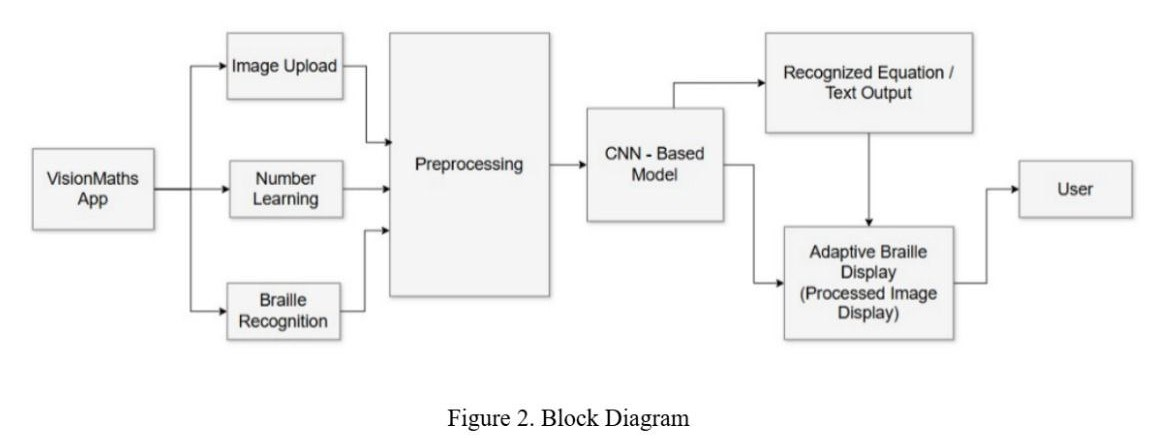 VisionMaths
App
Image Upload
Number
Learning
Braille
Recognition
Preprocessing
CNN - Based
Model
Recognized Equation /
Text Output
Adaptive Braille
Display
(Processed Image
Display)
User
Figure 2. Block Diagram